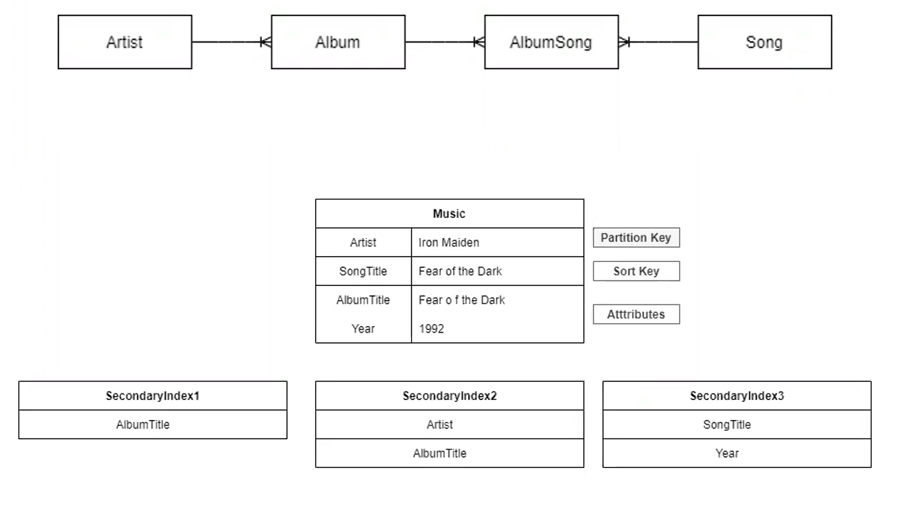 Artist Album AlbumSong Song
Music
Artist Iron Maiden Partition Key
SongTitle Fear of the Dark Sort Key
AlbumTitle Fear o f the Dark
Atttributes
Year 1992
SecondaryIndex1 SecondaryIndex2 SecondaryIndex3
AlbumTitle Artist SongTitle
AlbumTitle Year